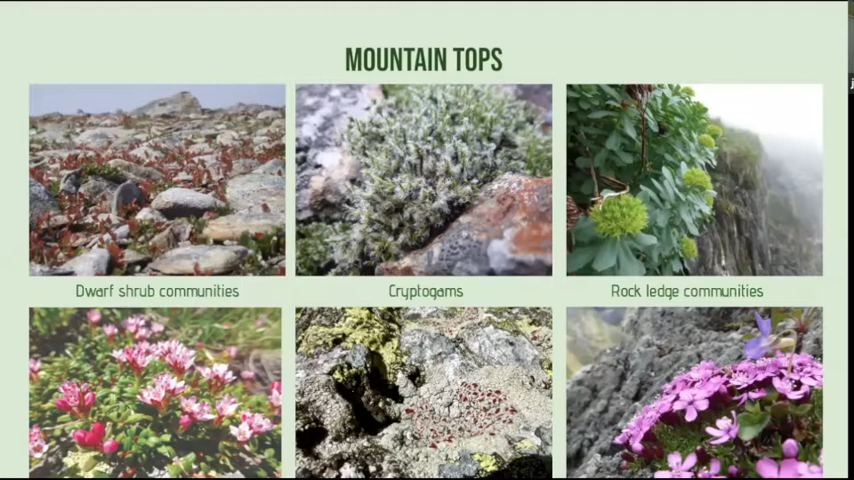 MOUNTAIN TOPS
Dwarf shrub communities
Cryptogams
Rock ledge communities